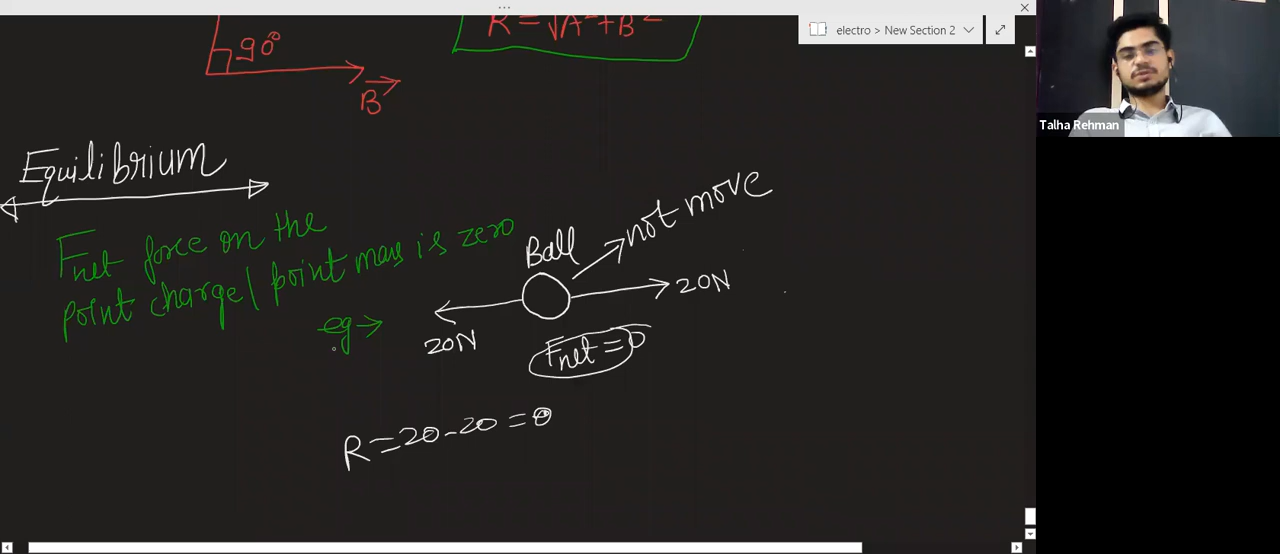 R = √A² + B²
electro > New Section 2
90°
B
Talha Rehman
Equilibrium
Fnet force on the
point charge/point mass is zero
eg →
Ball
not move
20N
20N
Fnet = 0
R = 20 - 20 = 0